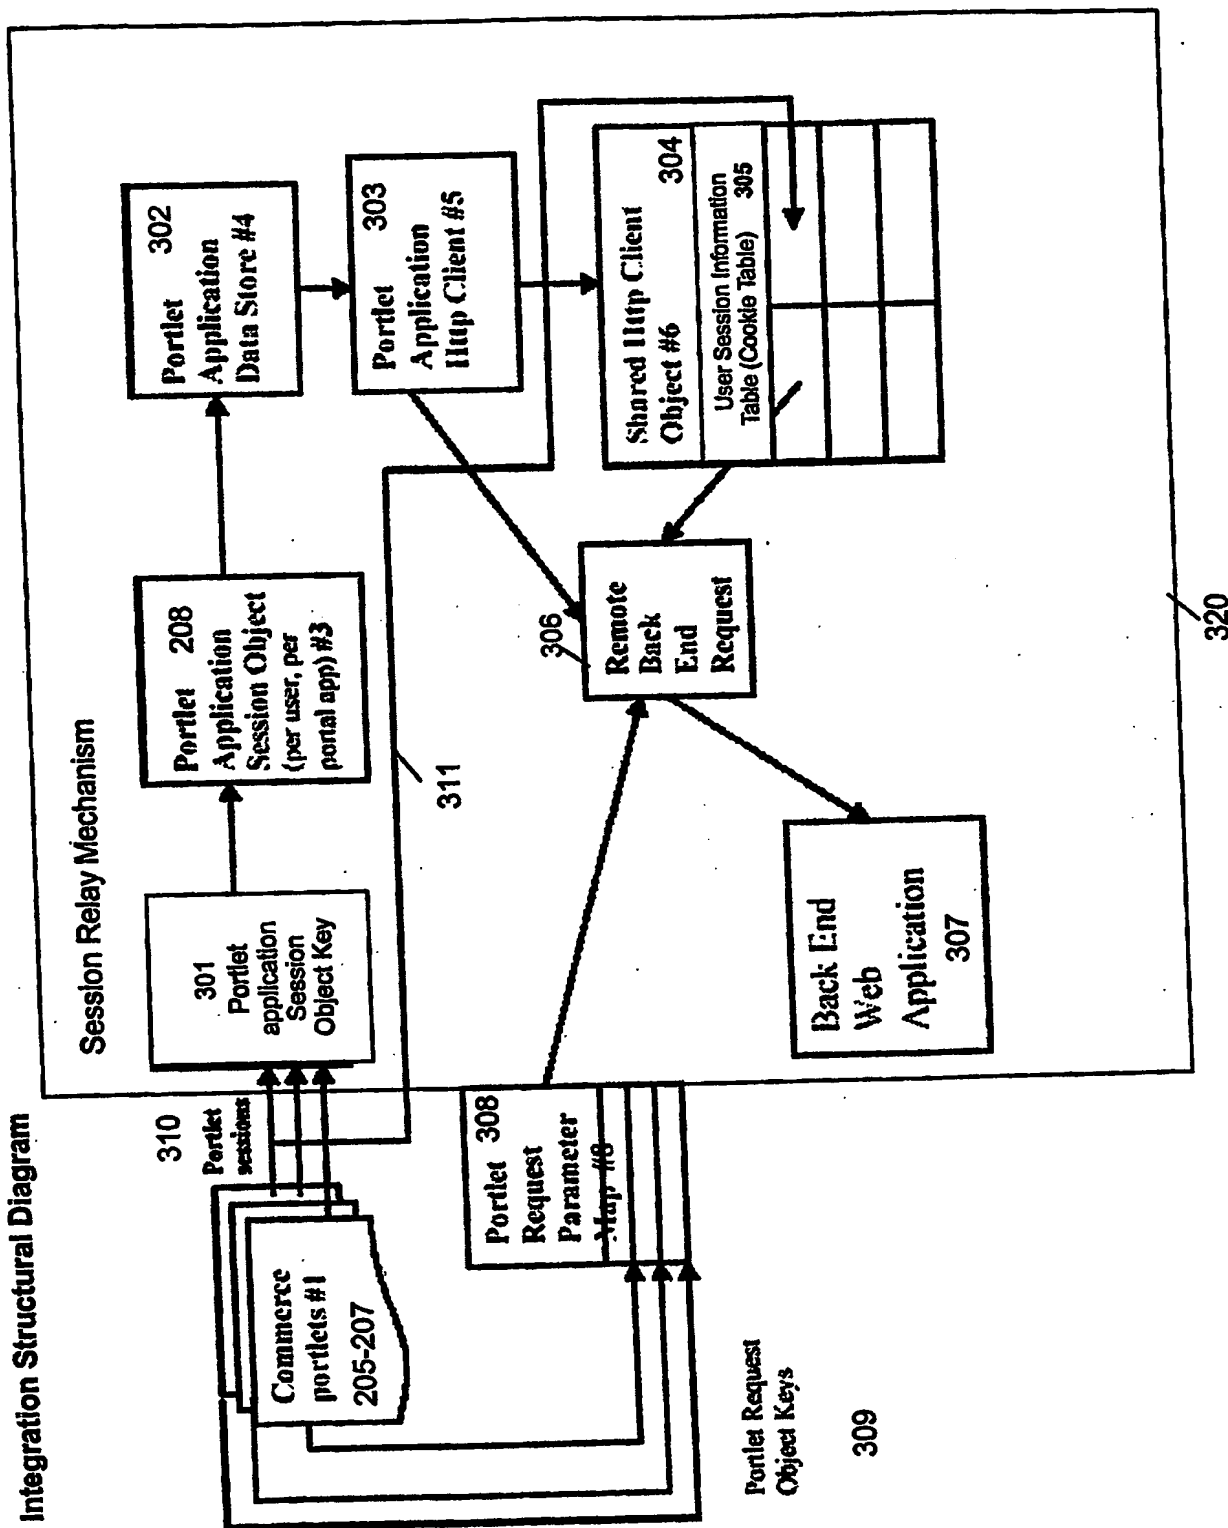 Integration Structural Diagram
Session Relay Mechanism
310
Portlet
sessions
Commerce
portlets #1
205-207
301
Portlet
application
Session
Object Key
Portlet 208
Application
Session Object
(per user, per
portal app) #3
Portlet 302
Application
Data Store #4
Portlet 303
Application
Http Client #5
311
Portlet 308
Request
Parameter
Map #8
306
Remote
Back
End
Request
Shared Http Client
Object #6 304
User Session Information
Table (Cookie Table) 305
Back End
Web
Application
307
Portlet Request
Object Keys
309
320